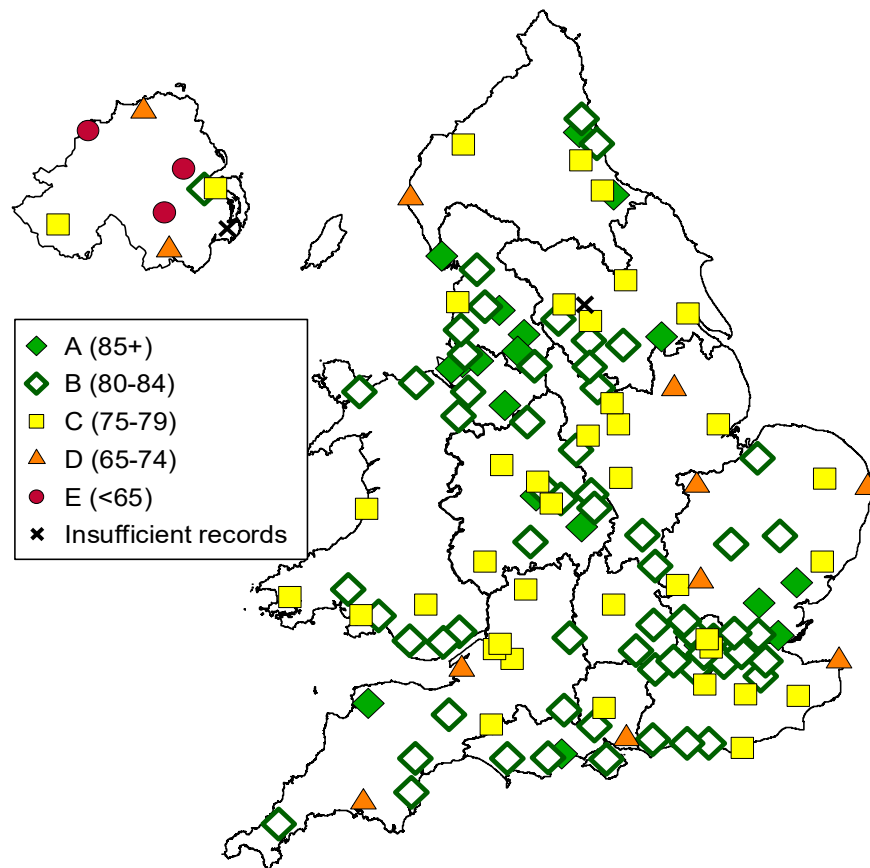 A (85+)
B (80-84)
C (75-79)
D (65-74)
E (<65)
Insufficient records